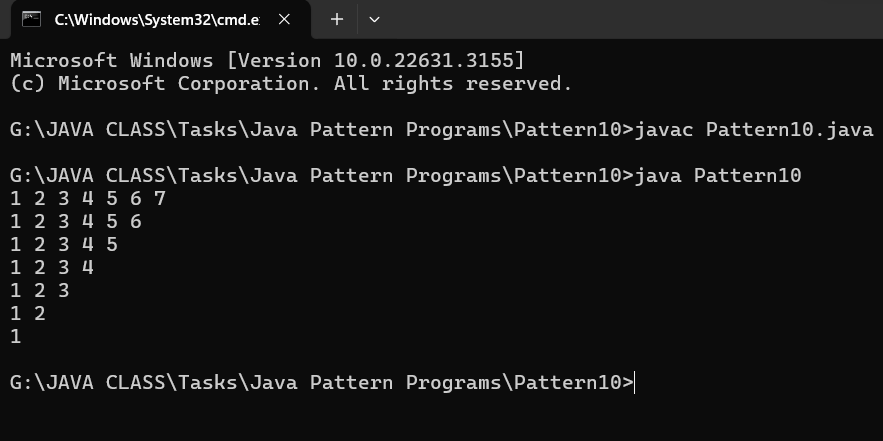 C:\Windows\System32\cmd.e
Microsoft Windows [Version 10.0.22631.3155]
(c) Microsoft Corporation. All rights reserved.
G:\JAVA CLASS\Tasks\Java Pattern Programs\Pattern10>javac Pattern10.java
G:\JAVA CLASS\Tasks\Java Pattern Programs\Pattern10>java Pattern10
1 2 3 4 5 6 7
1 2 3 4 5 6
1 2 3 4 5
1 2 3 4
1 2 3
1 2
1
G:\JAVA CLASS\Tasks\Java Pattern Programs\Pattern10>